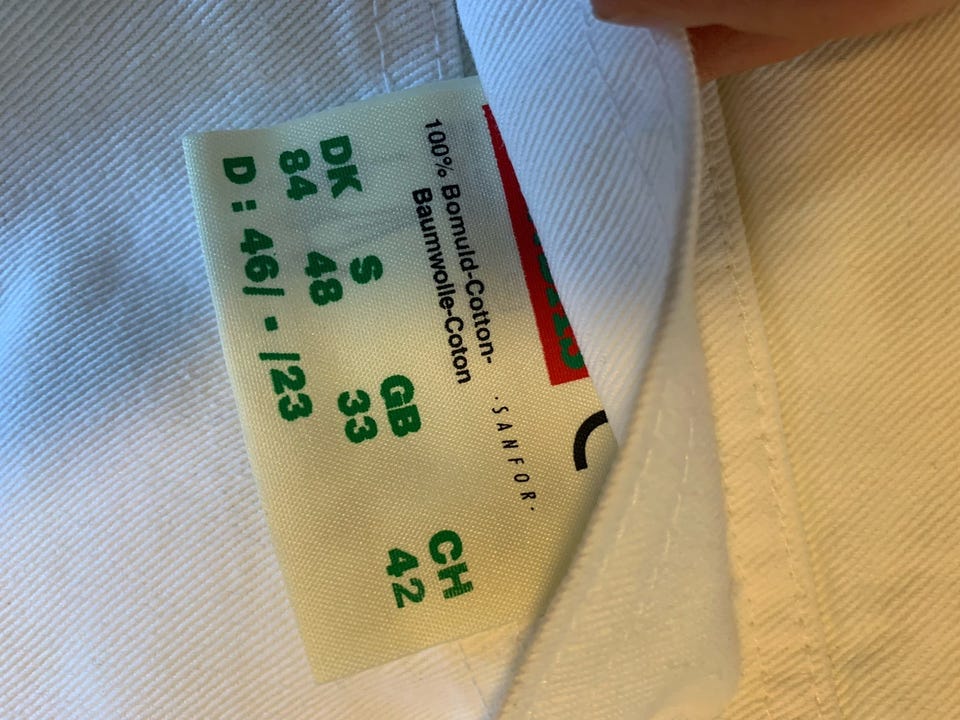 100% Bomuld-Cotton-
Baumwolle-Coton
· SANFOR ·
DK S GB CH
84 48 33 42
D: 46/ - /23